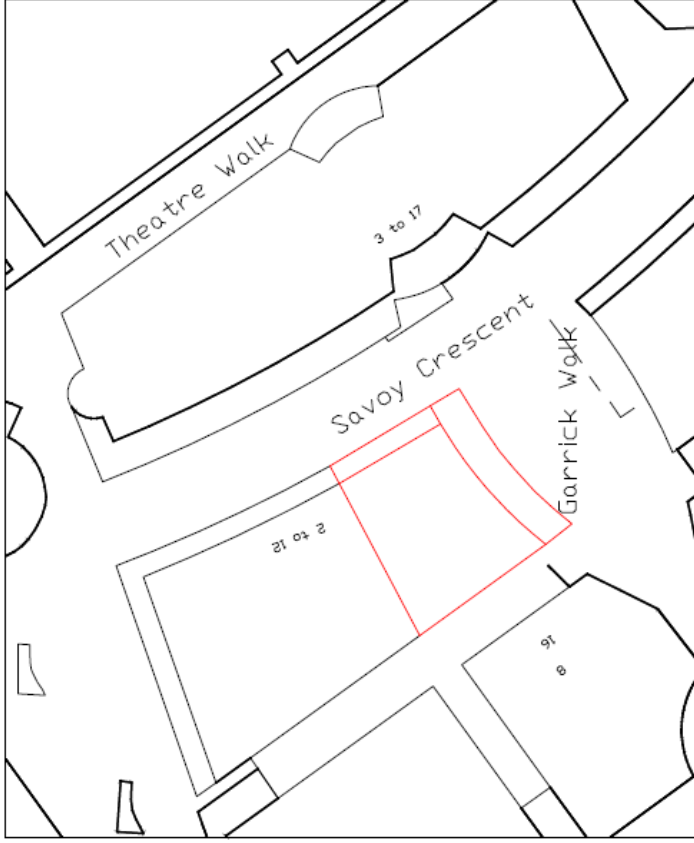 Theatre Walk
3 to 17
Savoy Crescent
Garrick Walk
2 to 12
16
8